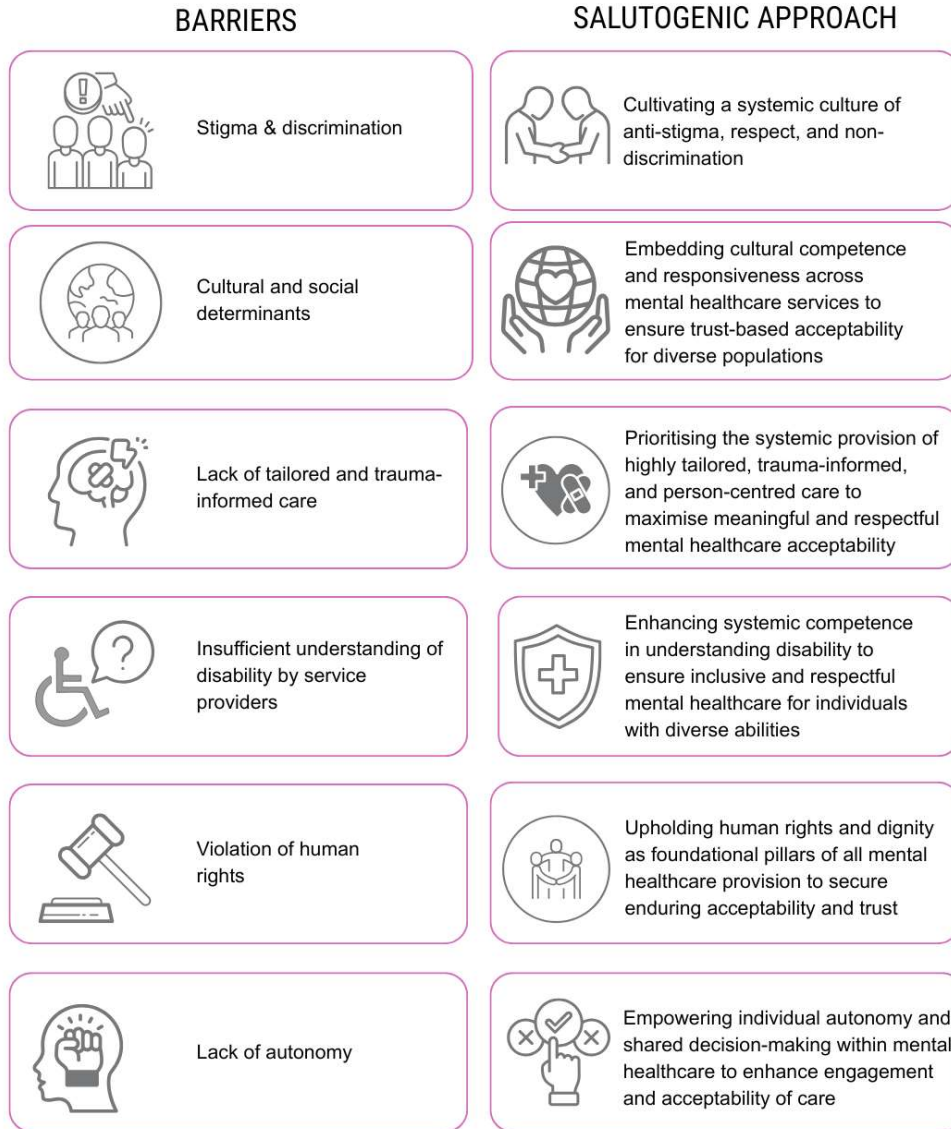 BARRIERS
SALUTOGENIC APPROACH
Stigma & discrimination
Cultivating a systemic culture of
anti-stigma, respect, and non-
discrimination
Cultural and social
determinants
Embedding cultural competence
and responsiveness across
mental healthcare services to
ensure trust-based acceptability
for diverse populations
Lack of tailored and trauma-
informed care
Prioritising the systemic provision of
highly tailored, trauma-informed,
and person-centred care to
maximise meaningful and respectful
mental healthcare acceptability
Insufficient understanding of
disability by service
providers
Enhancing systemic competence
in understanding disability to
ensure inclusive and respectful
mental healthcare for individuals
with diverse abilities
Violation of human
rights
Upholding human rights and dignity
as foundational pillars of all mental
healthcare provision to secure
enduring acceptability and trust
Lack of autonomy
Empowering individual autonomy and
shared decision-making within mental
healthcare to enhance engagement
and acceptability of care